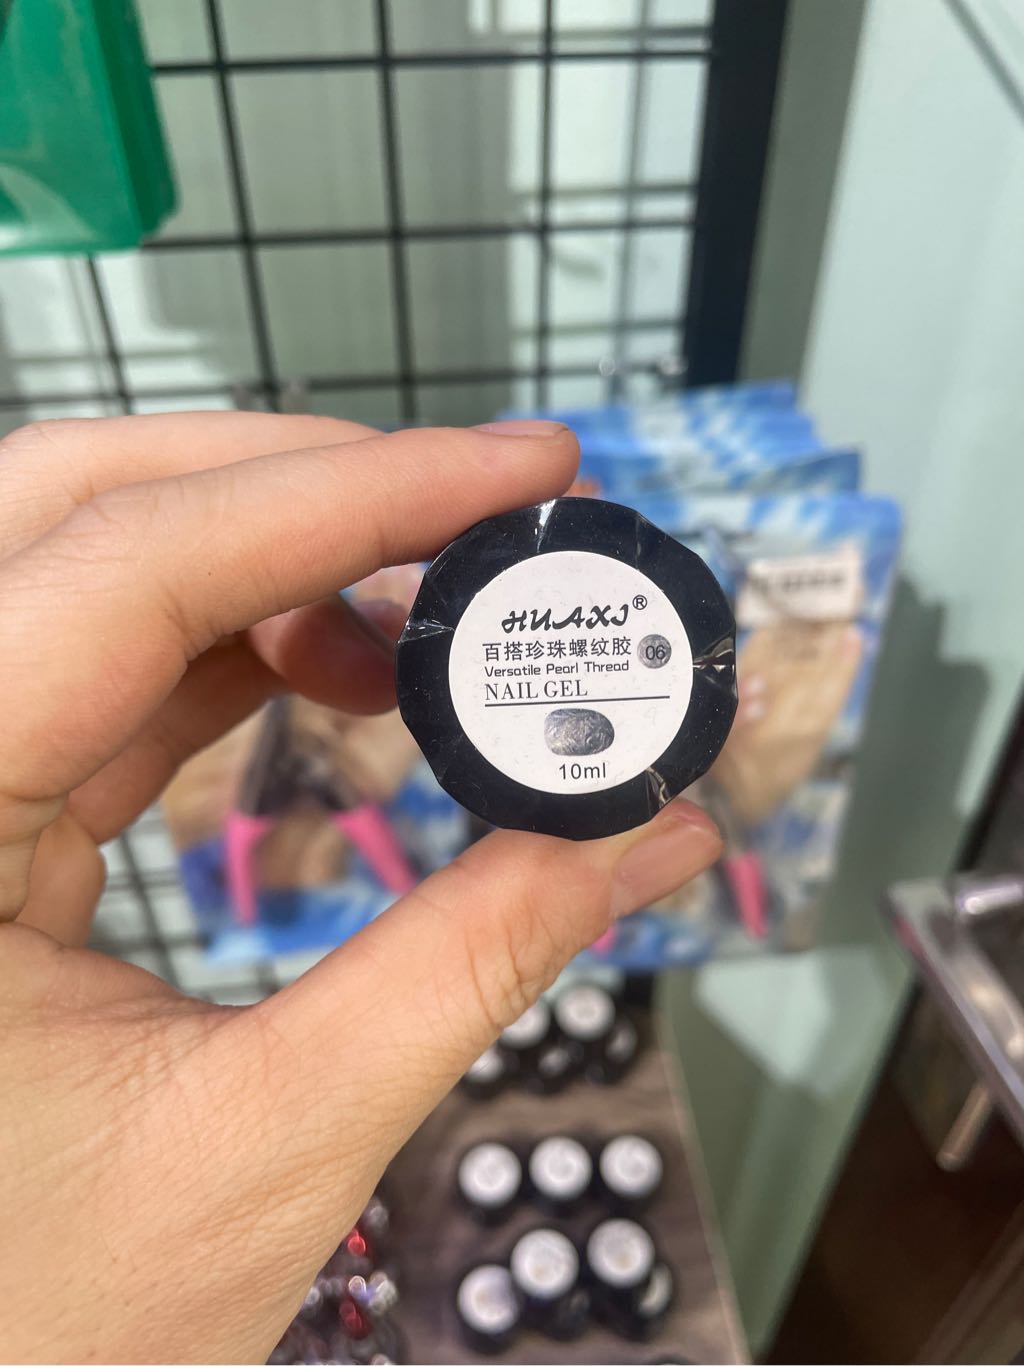 HUAXI®
百搭珍珠螺纹胶 06
Versatile Pearl Thread
NAIL GEL
10ml